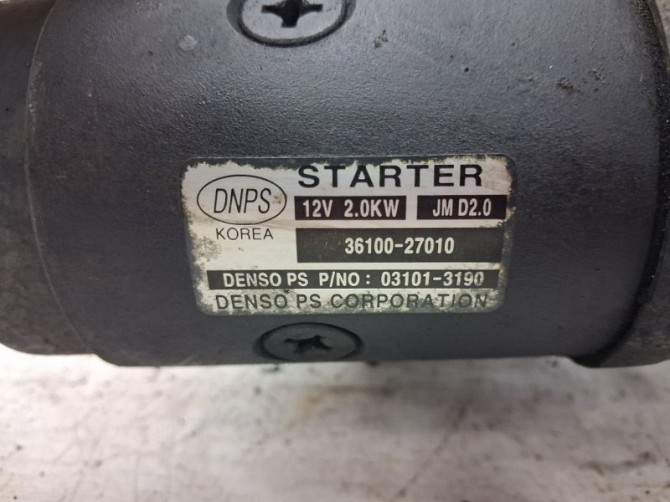 DNPS STARTER
12V 2.0KW JM D2.0
KOREA
36100-27010
DENSO PS P/NO: 03101-3190
DENSO PS CORPORATION